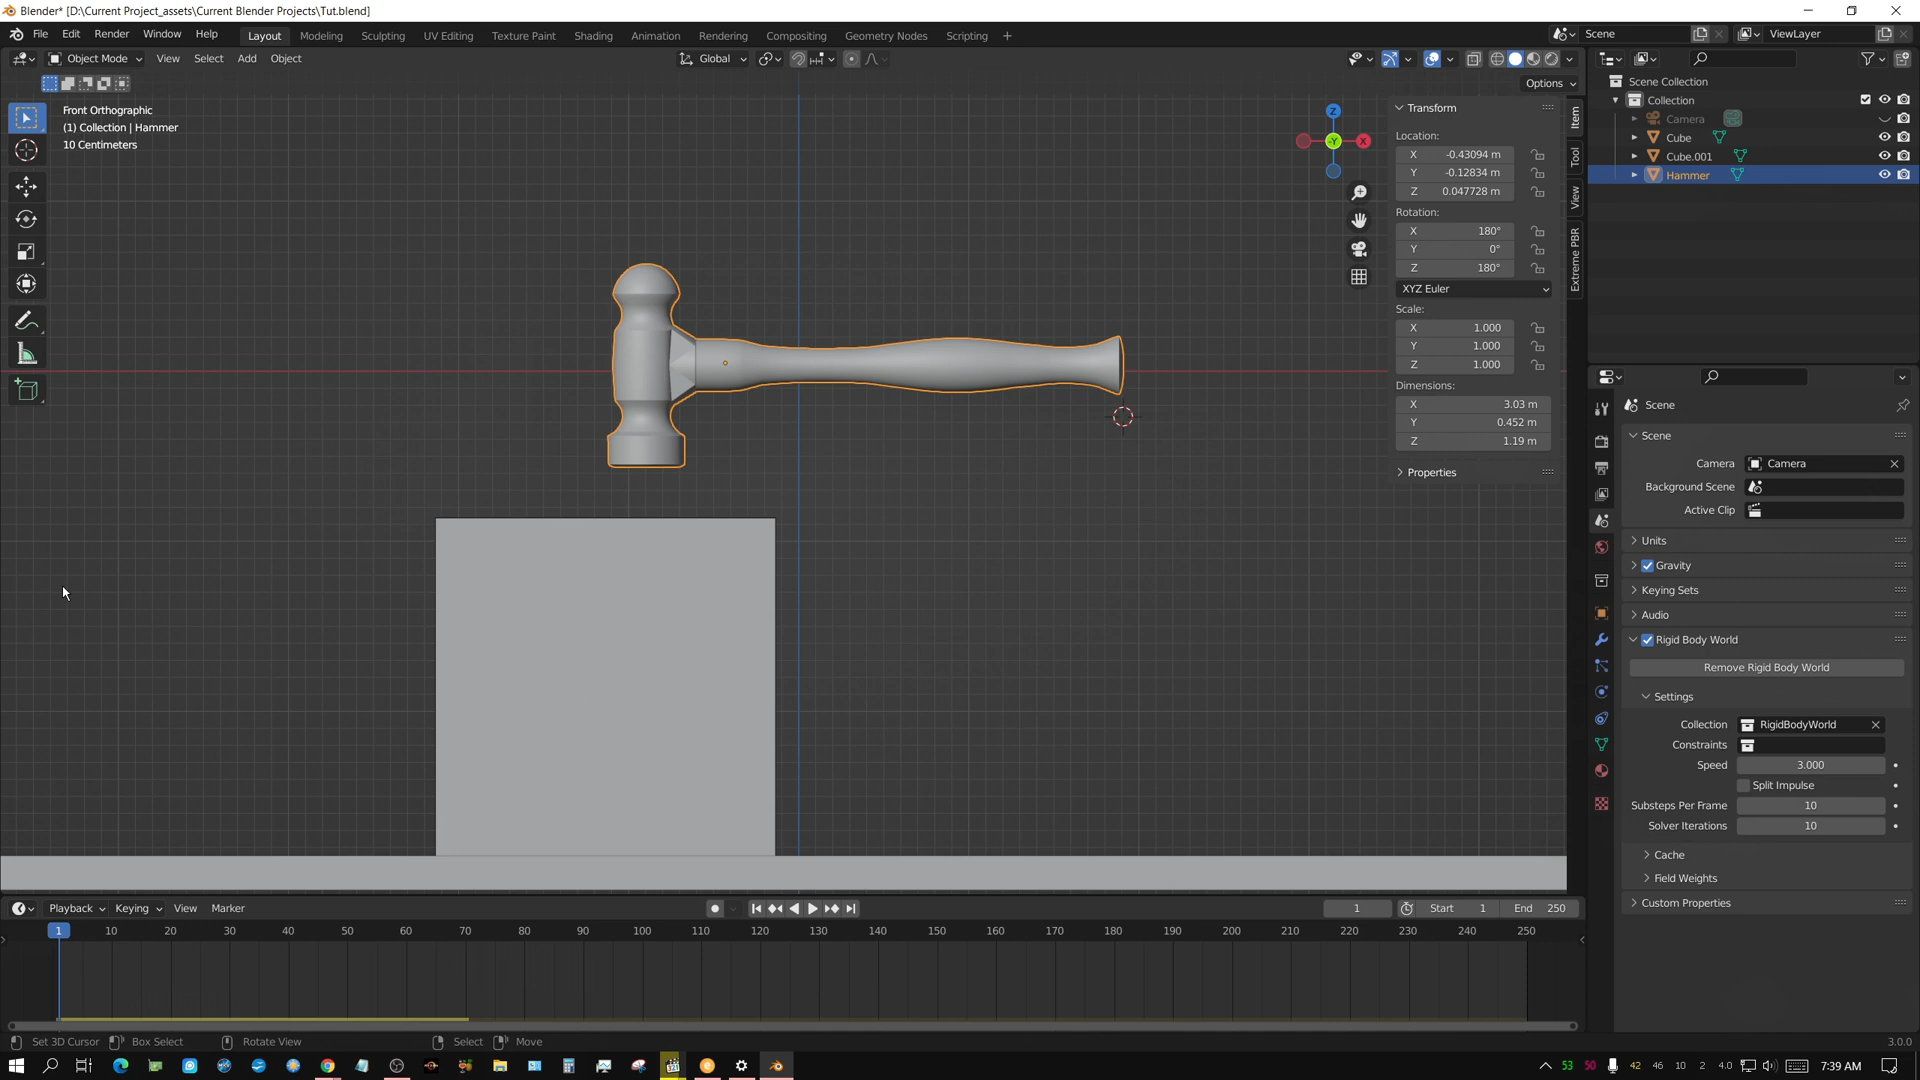 Blender* [D:\Current Project_assets\Current Blender Projects\Tut.blend]
File Edit Render Window Help Layout Modeling Sculpting UV Editing Texture Paint Shading Animation Rendering Compositing Geometry Nodes Scripting +
Scene ViewLayer
Object Mode View Select Add Object Global
Options
Front Orthographic
(1) Collection | Hammer
10 Centimeters
Z
-Y
X
Transform
Location:
X -0.43094 m
Y -0.12834 m
Z 0.047728 m
Rotation:
X 180°
Y 0°
Z 180°
XYZ Euler
Scale:
X 1.000
Y 1.000
Z 1.000
Dimensions:
X 3.03 m
Y 0.452 m
Z 1.19 m
Properties
Item
Tool
View
Extreme PBR
Scene Collection
Collection
Camera
Cube
Cube.001
Hammer
Scene
Scene
Camera Camera
Background Scene
Active Clip
Units
Gravity
Keying Sets
Audio
Rigid Body World
Remove Rigid Body World
Settings
Collection RigidBodyWorld
Constraints
Speed 3.000
Split Impulse
Substeps Per Frame 10
Solver Iterations 10
Cache
Field Weights
Custom Properties
Playback Keying View Marker
1 Start 1 End 250
1 10 20 30 40 50 60 70 80 90 100 110 120 130 140 150 160 170 180 190 200 210 220 230 240 250
Set 3D Cursor Box Select Rotate View Select Move
3.0.0
53 50 42 46 10 2 4.0 7:39 AM